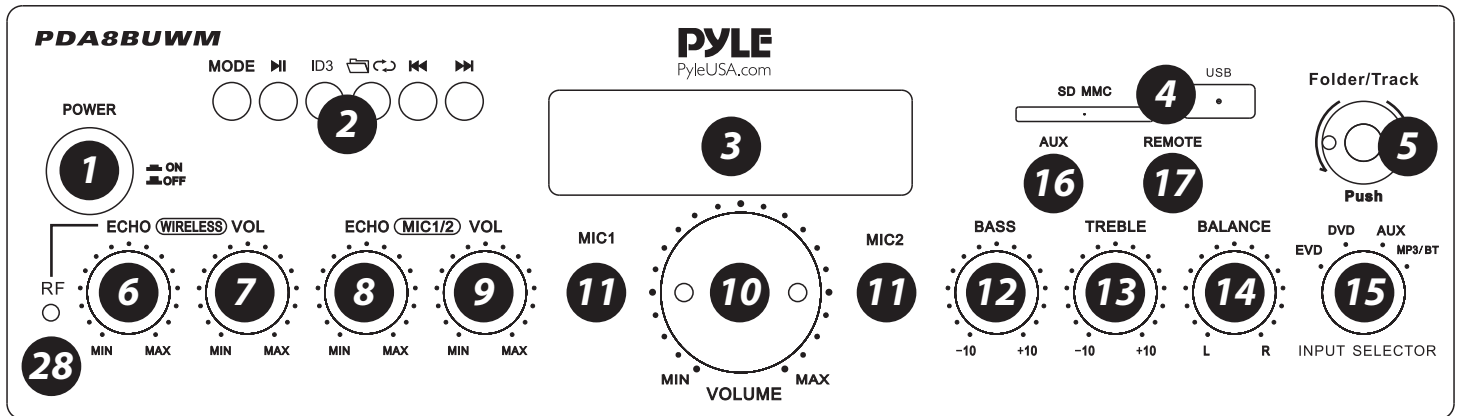 PDA8BUWM
PYLE
PyleUSA.com
MODE ID3
2
POWER
1
ON
OFF
3
SD MMC
4
USB
AUX
16
REMOTE
17
Folder/Track
5
Push
ECHO WIRELESS VOL
6 7
MIN MAX MIN MAX
RF
28
ECHO MIC1/2 VOL
8 9
MIN MAX MIN MAX
MIC1
11
10
MIN MAX
VOLUME
MIC2
11
BASS
12
-10 +10
TREBLE
13
-10 +10
BALANCE
14
L R
EVD DVD AUX MP3/BT
15
INPUT SELECTOR